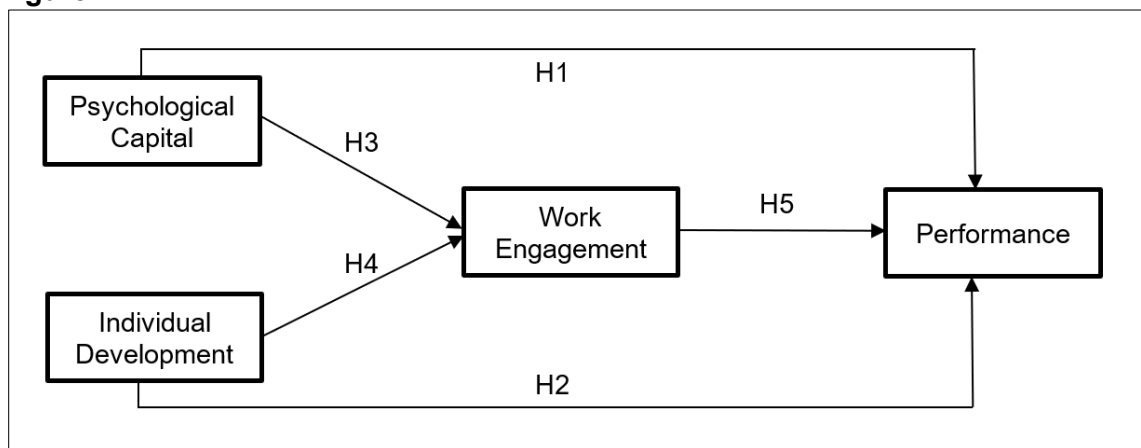 H1
Psychological
Capital
H3
Work
Engagement
H5
Performance
H4
Individual
Development
H2